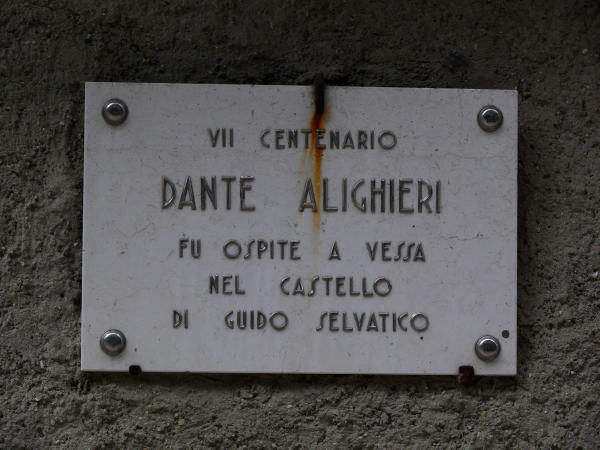 VII CENTENARIO
DANTE ALIGHIERI
FU OSPITE A VESSA
NEL CASTELLO
DI GUIDO SELVATICO